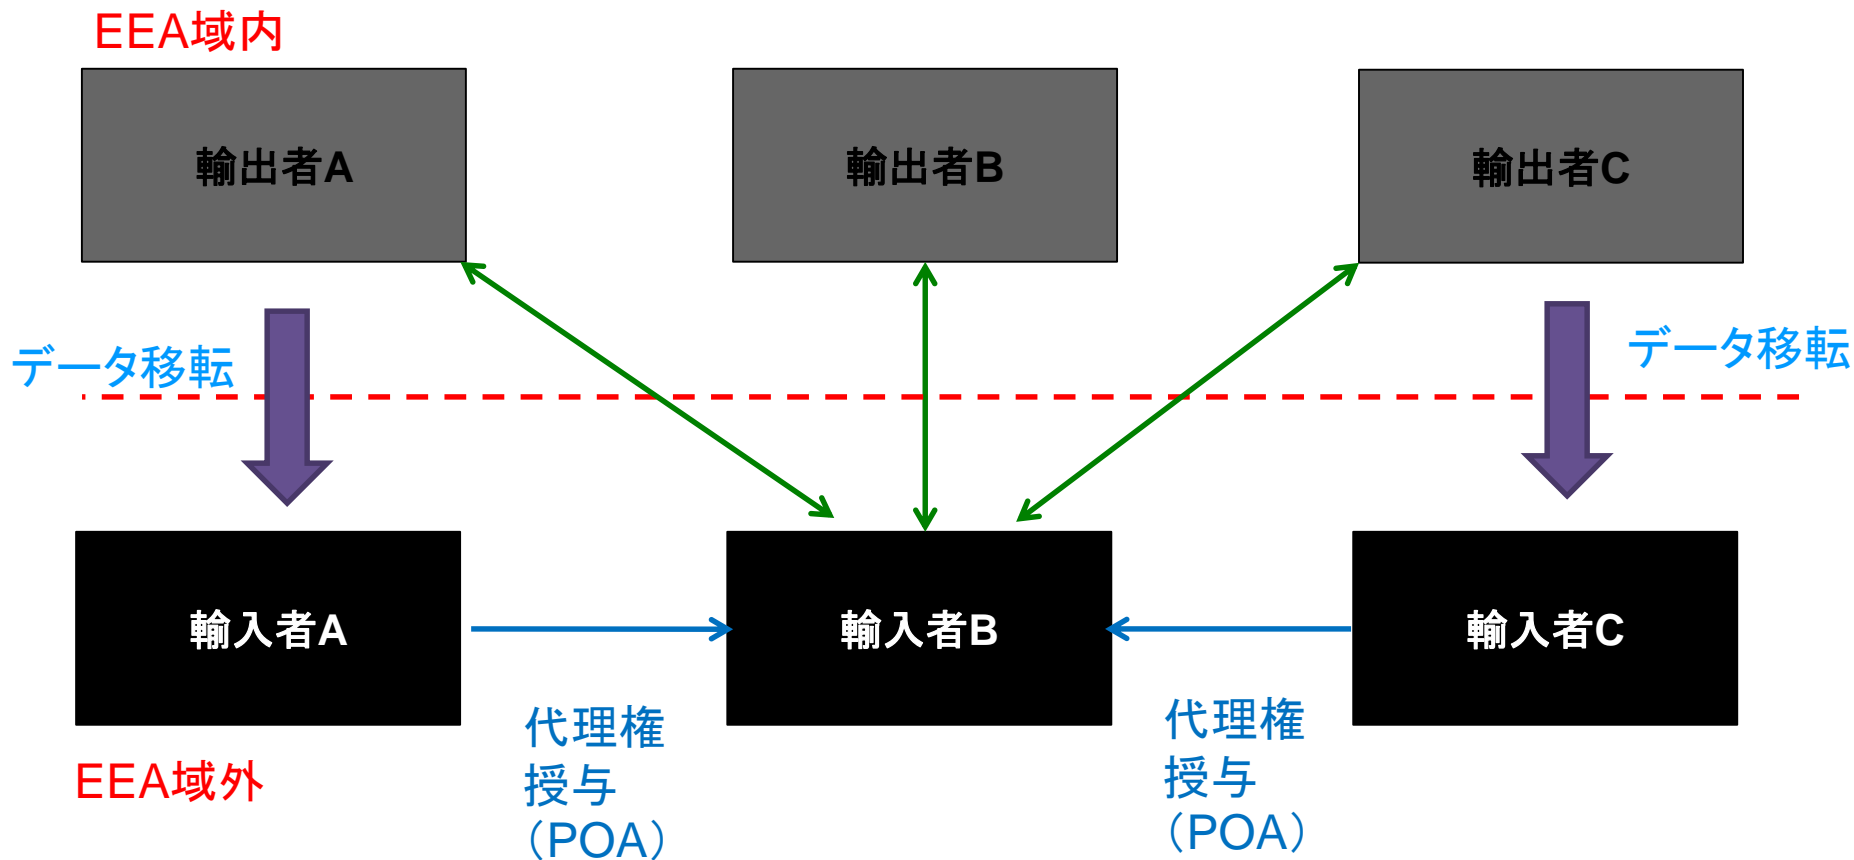 EEA域内
輸出者A
輸出者B
輸出者C
データ移転
データ移転
輸入者A
輸入者B
輸入者C
代理権
授与
（POA）
代理権
授与
（POA）
EEA域外